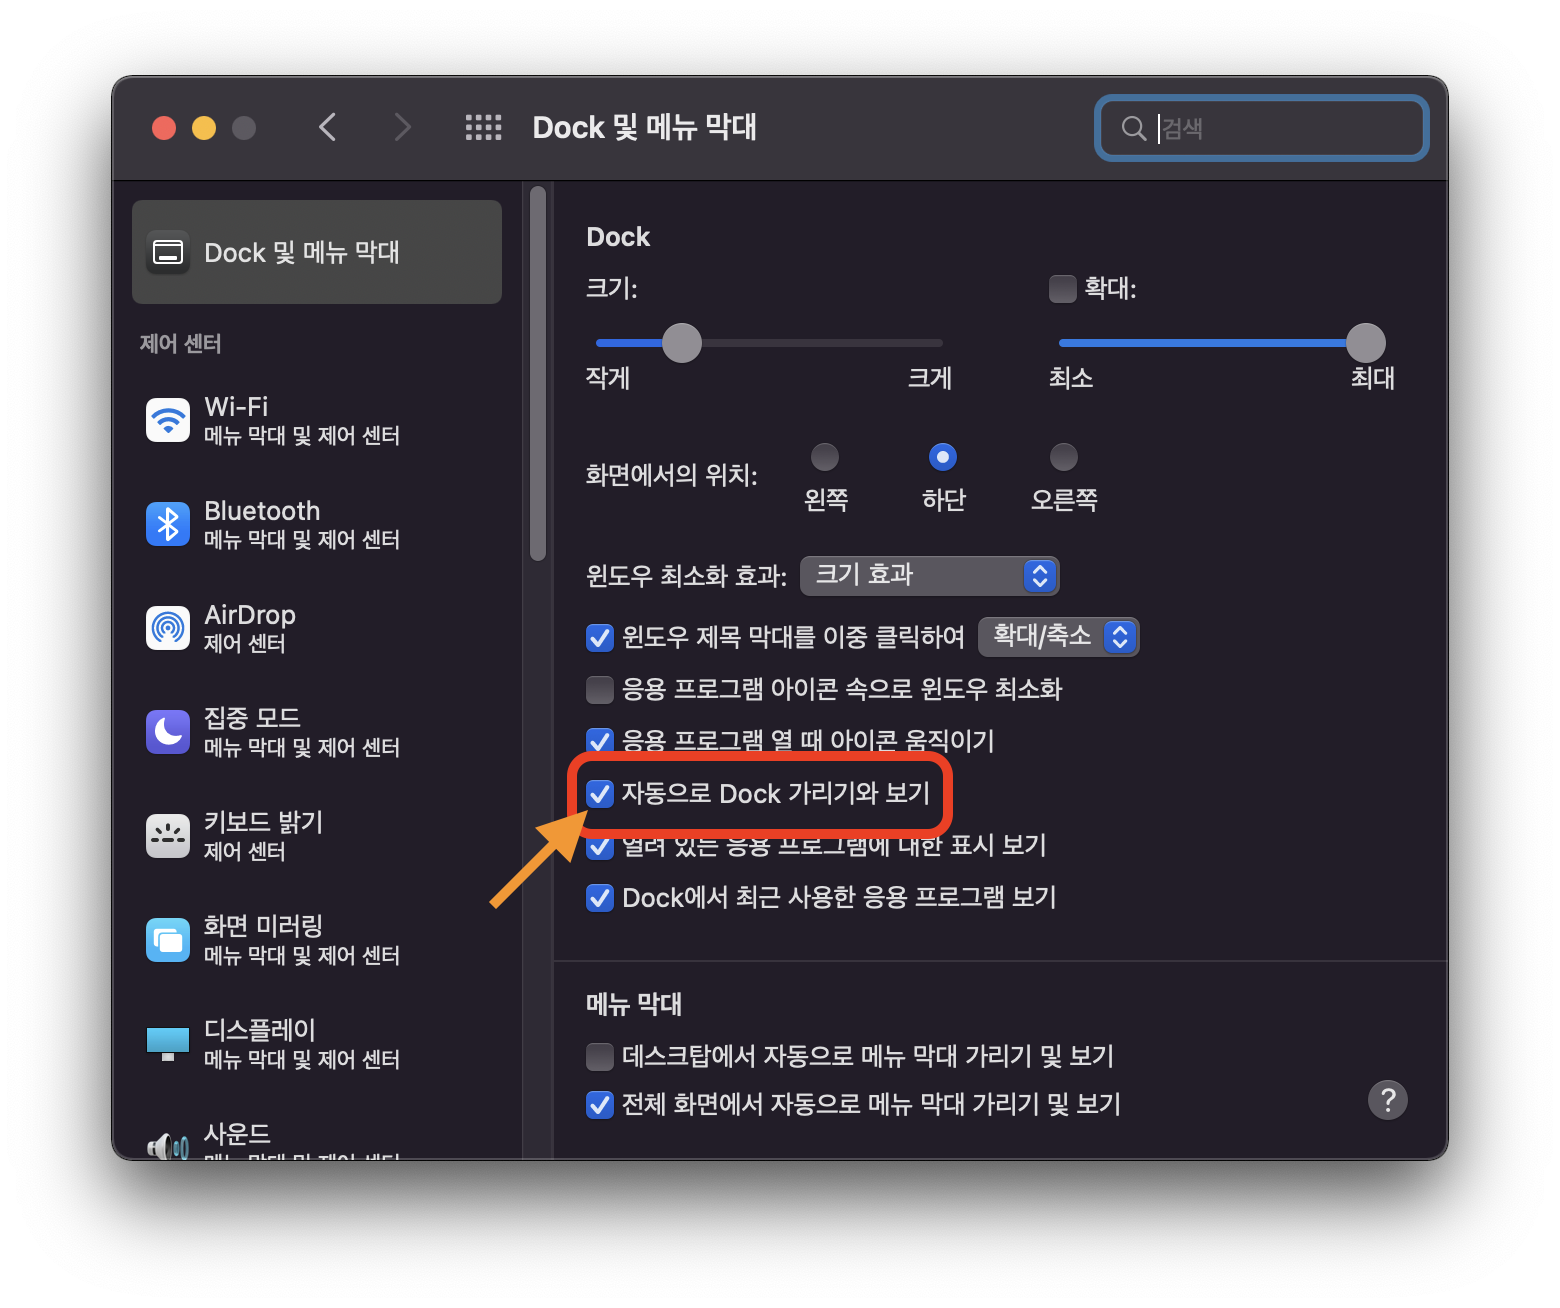 Dock 및 메뉴 막대
검색
Dock 및 메뉴 막대
제어 센터
Wi-Fi
메뉴 막대 및 제어 센터
Bluetooth
메뉴 막대 및 제어 센터
AirDrop
제어 센터
집중 모드
메뉴 막대 및 제어 센터
키보드 밝기
제어 센터
화면 미러링
메뉴 막대 및 제어 센터
디스플레이
메뉴 막대 및 제어 센터
사운드
메뉴 막대 및 제어 센터
Dock
크기:
확대:
작게 크게
최소 최대
화면에서의 위치:
왼쪽 하단 오른쪽
윈도우 최소화 효과: 크기 효과
윈도우 제목 막대를 이중 클릭하여 확대/축소
응용 프로그램 아이콘 속으로 윈도우 최소화
응용 프로그램 열 때 아이콘 움직이기
자동으로 Dock 가리기와 보기
열려 있는 응용 프로그램에 대한 표시 보기
Dock에서 최근 사용한 응용 프로그램 보기
메뉴 막대
데스크탑에서 자동으로 메뉴 막대 가리기 및 보기
전체 화면에서 자동으로 메뉴 막대 가리기 및 보기
?